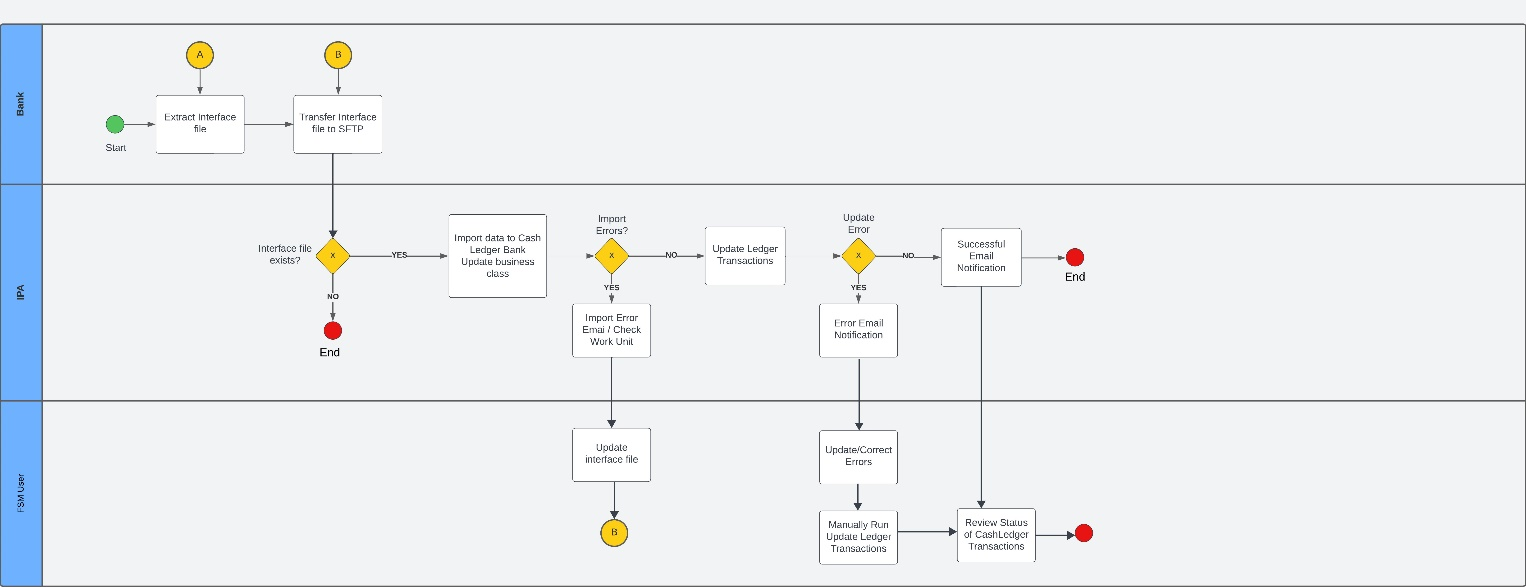 Bank
A
B
Extract Interface
file
Transfer Interface
file to SFTP
Start
IPA
Interface file
exists?
X
YES
NO
End
Import data to Cash
Ledger Bank
Update business
class
Import
Errors?
X
NO
YES
Update Ledger
Transactions
Import Error
Emai / Check
Work Unit
Update
Error
X
NO
YES
Successful
Email
Notification
End
Error Email
Notification
FSM User
Update
interface file
B
Update/Correct
Errors
Manually Run
Update Ledger
Transactions
Review Status
of CashLedger
Transactions